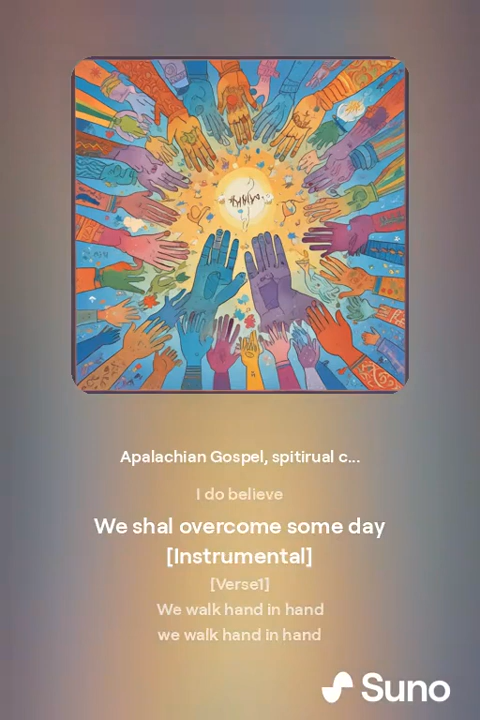 Apalachian Gospel, spitirual c...
I do believe
We shal overcome some day
[Instrumental]
[Verse1]
We walk hand in hand
we walk hand in hand
Suno